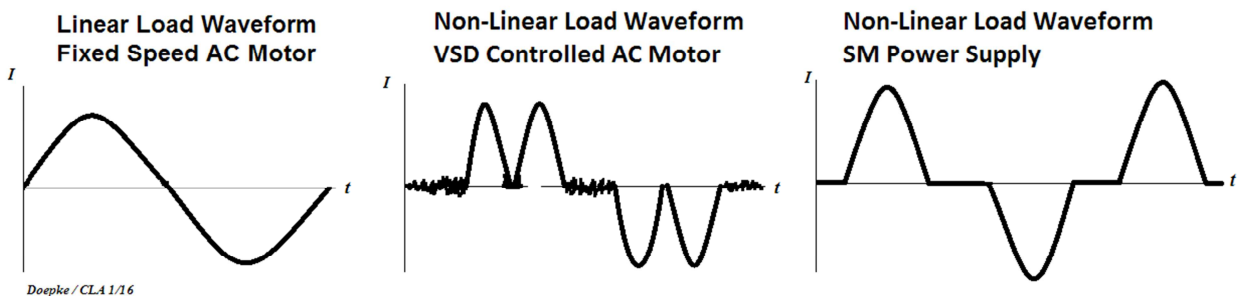 Linear Load Waveform
Fixed Speed AC Motor
I
t
Non-Linear Load Waveform
VSD Controlled AC Motor
I
t
Non-Linear Load Waveform
SM Power Supply
I
t
Doepke / CLA 1/16